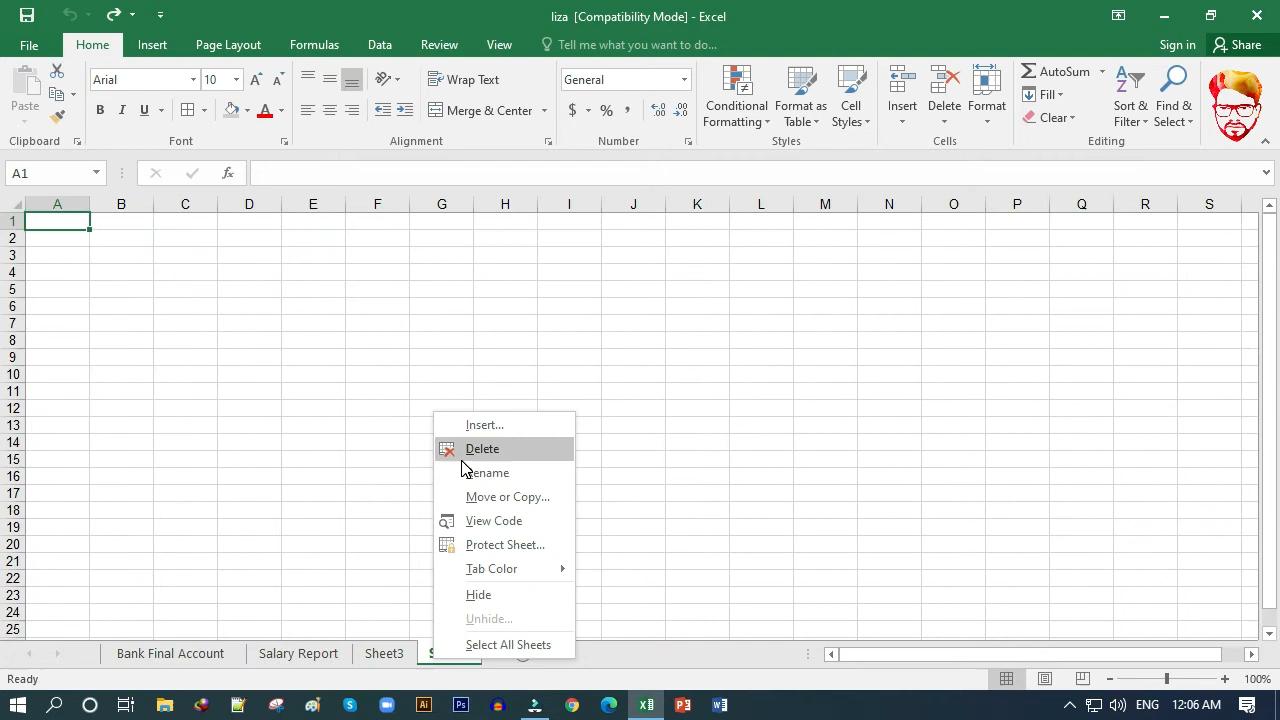 liza [Compatibility Mode] - Excel
File Home Insert Page Layout Formulas Data Review View Tell me what you want to do... Sign in Share
Paste
Arial 10
B I U
Wrap Text
Merge & Center
General
$ % ,
Conditional Formatting
Format as Table
Cell Styles
Insert Delete Format
AutoSum
Fill
Clear
Sort & Filter
Find & Select
Clipboard Font Alignment Number Styles Cells Editing
A1 fx
A B C D E F G H I J K L M N O P Q R S
1
2
3
4
5
6
7
8
9
10
11
12
13
14
15
16
17
18
19
20
21
22
23
24
25
Insert...
Delete
Move or Copy...
View Code
Protect Sheet...
Tab Color
Hide
Unhide...
Select All Sheets
Bank Final Account Salary Report Sheet3
Ready 100%
ENG 12:06 AM